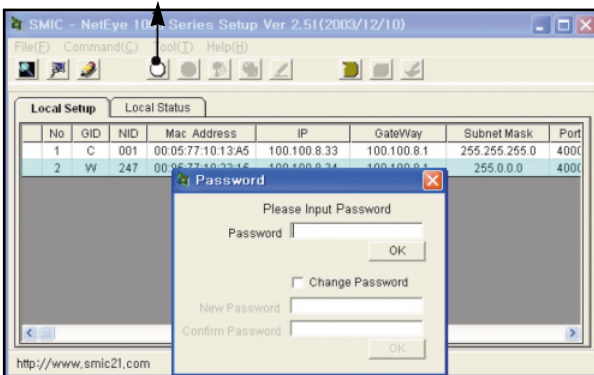 SMIC - NetEye 10 Series Setup Ver 2.51(2003/12/10)
File(F) Command(C) Tool(T) Help(H)
Local Setup Local Status
No GID NID Mac Address IP GateWay Subnet Mask Port
1 C 001 00:05:77:10:13:A5 100.100.8.33 100.100.8.1 255.255.255.0 4000
2 W 247 255.0.0.0 4000
Password
Please Input Password
Password
OK
Change Password
New Password
Confirm Password
OK
http://www.smic21.com